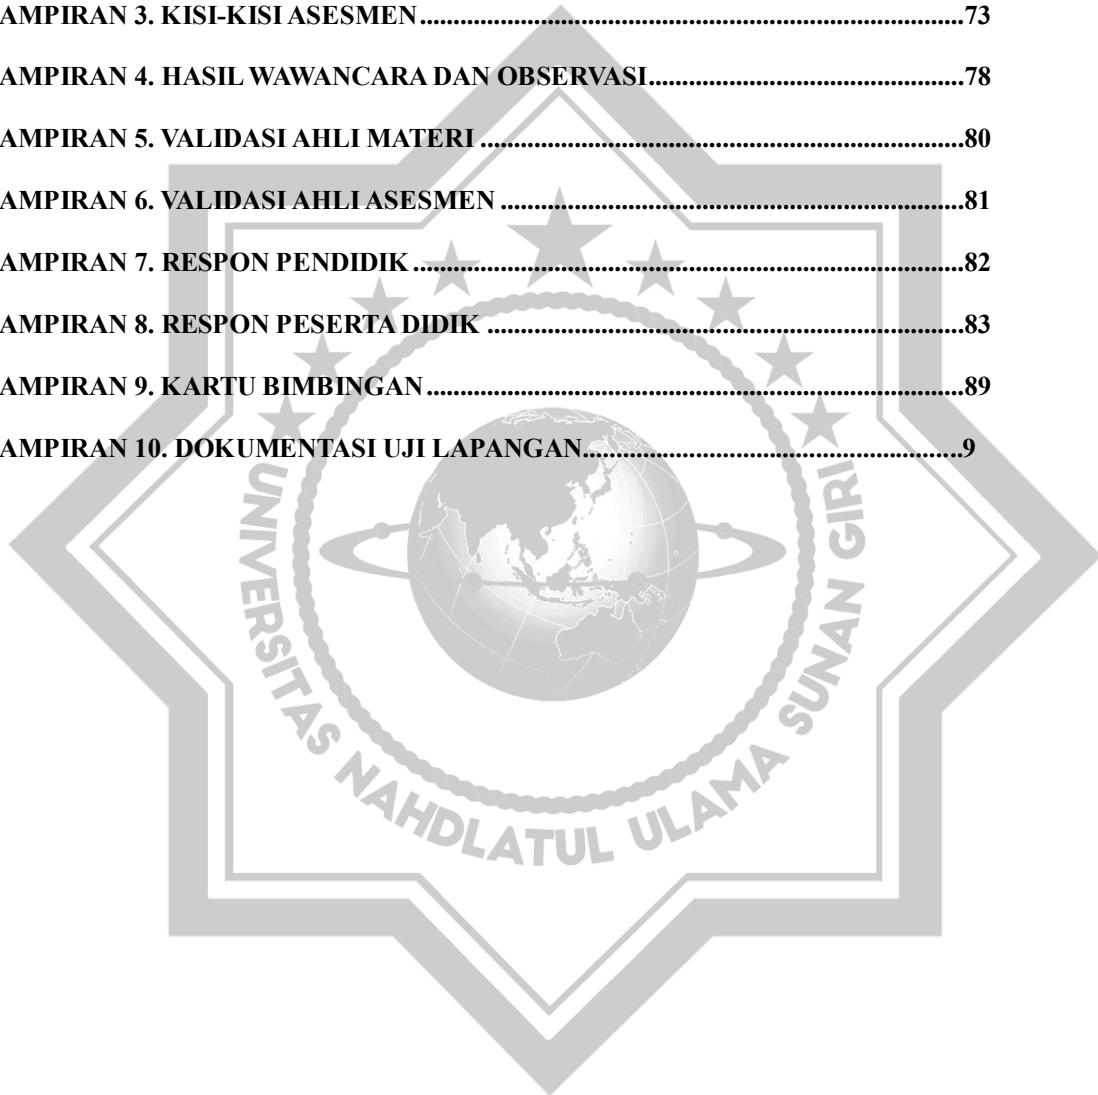 AMPIRAN 3. KISI-KISI ASESMEN................................................................................73
AMPIRAN 4. HASIL WAWANCARA DAN OBSERVASI...............................................78
AMPIRAN 5. VALIDASI AHLI MATERI........................................................................80
AMPIRAN 6. VALIDASI AHLI ASESMEN.....................................................................81
AMPIRAN 7. RESPON PENDIDIK..................................................................................82
AMPIRAN 8. RESPON PESERTA DIDIK.......................................................................83
AMPIRAN 9. KARTU BIMBINGAN................................................................................89
AMPIRAN 10. DOKUMENTASI UJI LAPANGAN.........................................................9
UNIVERSITAS NAHDLATUL ULAMA SUNAN GIRI